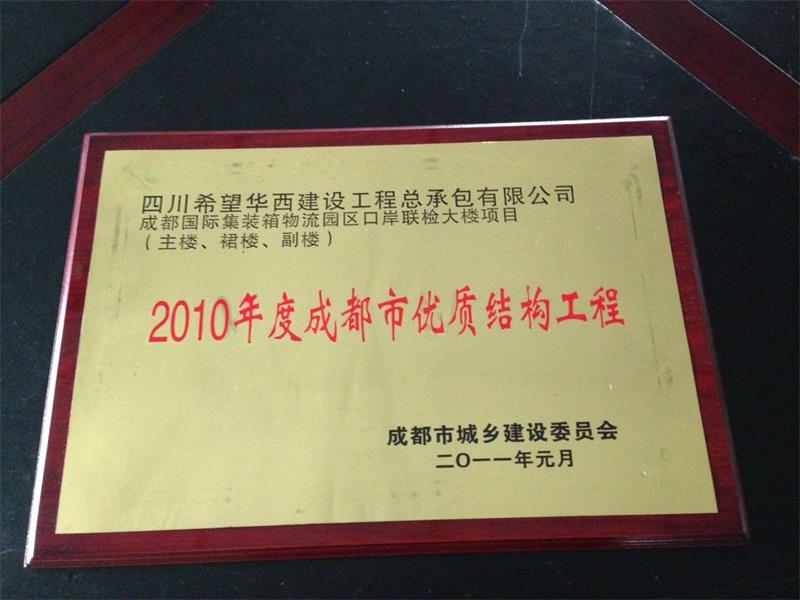 四川希望华西建设工程总承包有限公司
成都国际集装箱物流园区口岸联检大楼项目
（主楼、裙楼、副楼）
2010年度成都市优质结构工程
成都市城乡建设委员会
二〇一一年元月